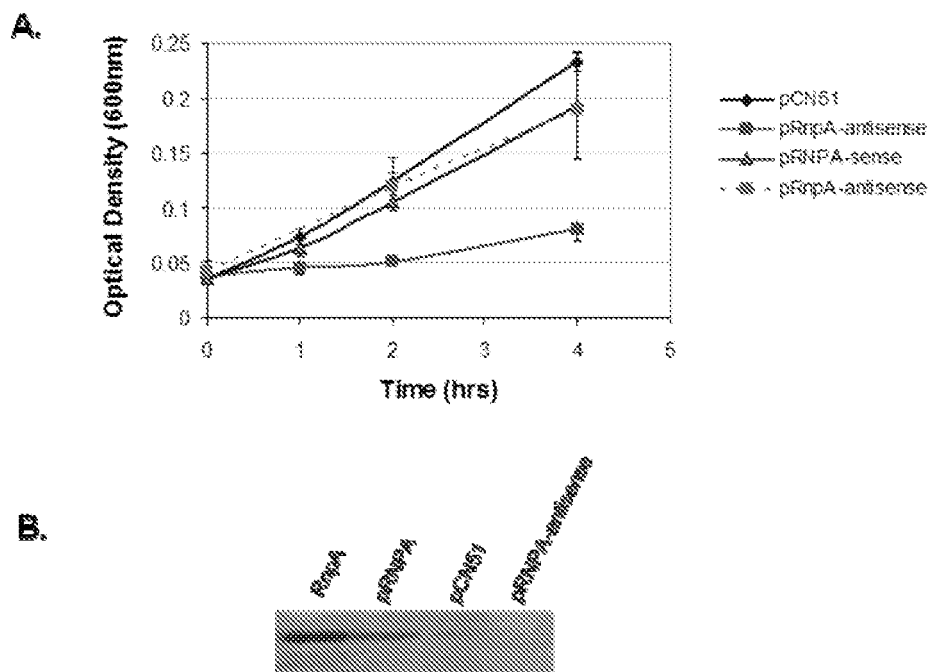 A.
Optical Density (600nm)
0.25
0.2
0.15
0.1
0.05
0
0 1 2 3 4 5
Time (hrs)
pCN51
pRnpA-antisense
pRNPA-sense
pRnpA-antisense
B.
RnpA
pRNPA
pCN51
pRNPA-antisense